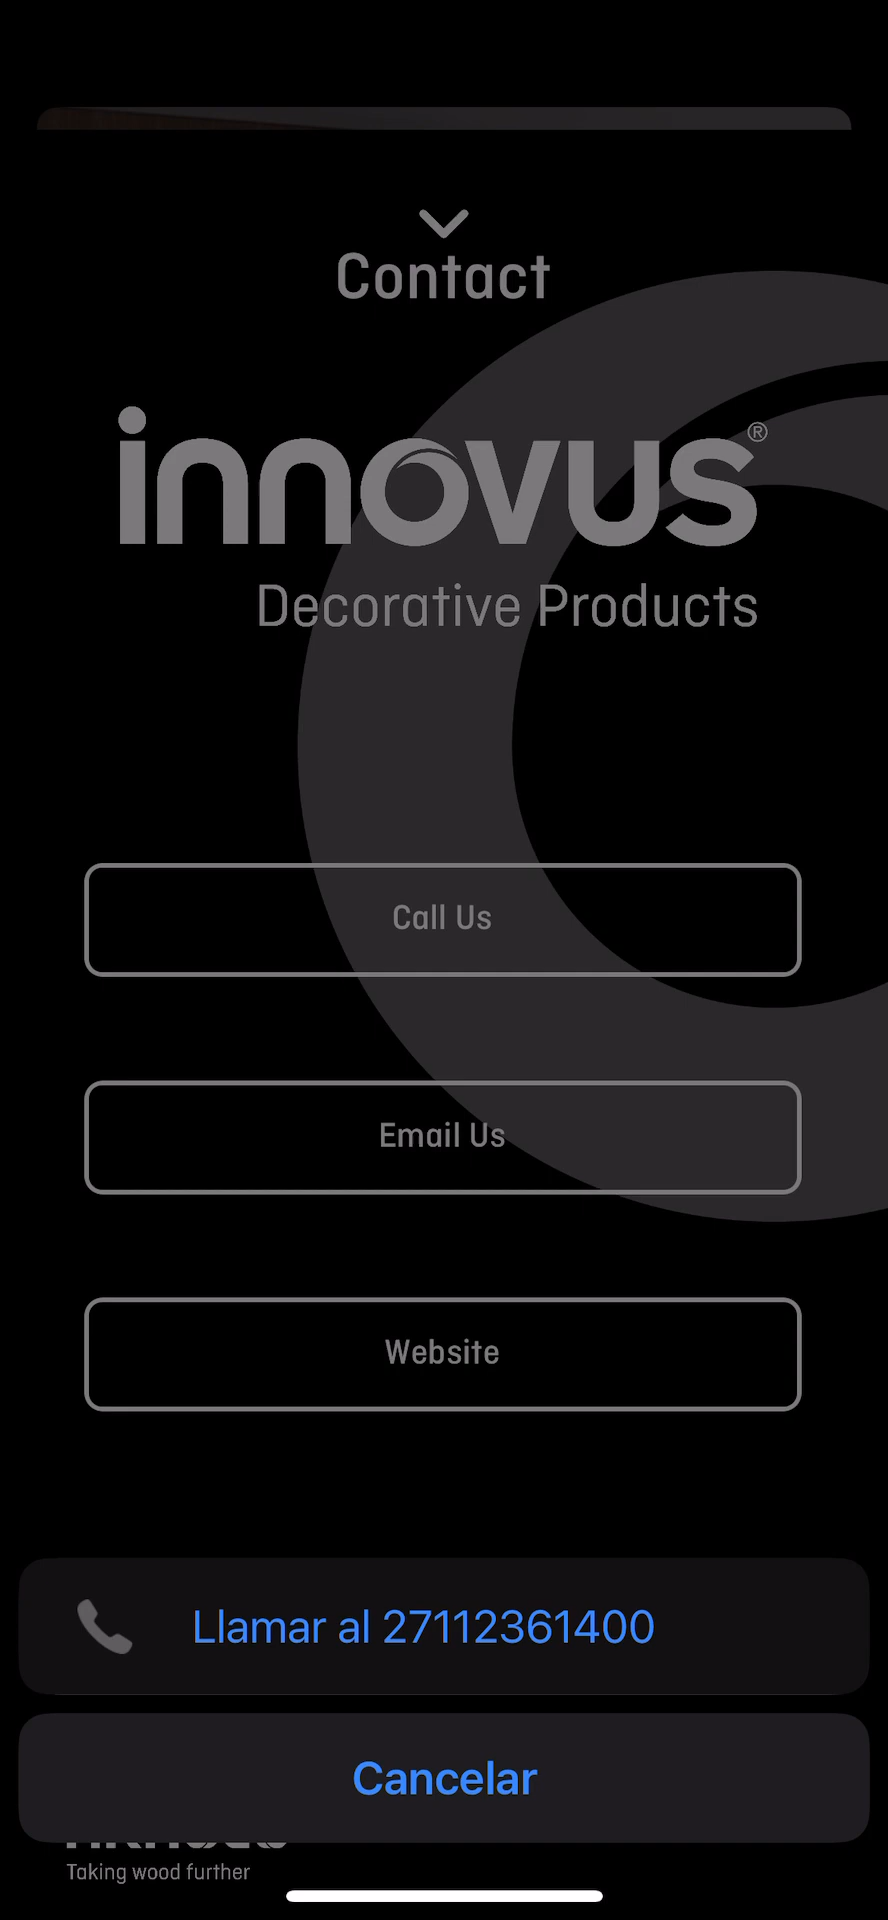 Contact
innovus®
Decorative Products
Call Us
Email Us
Website
Llamar al 27112361400
Cancelar
Taking wood further